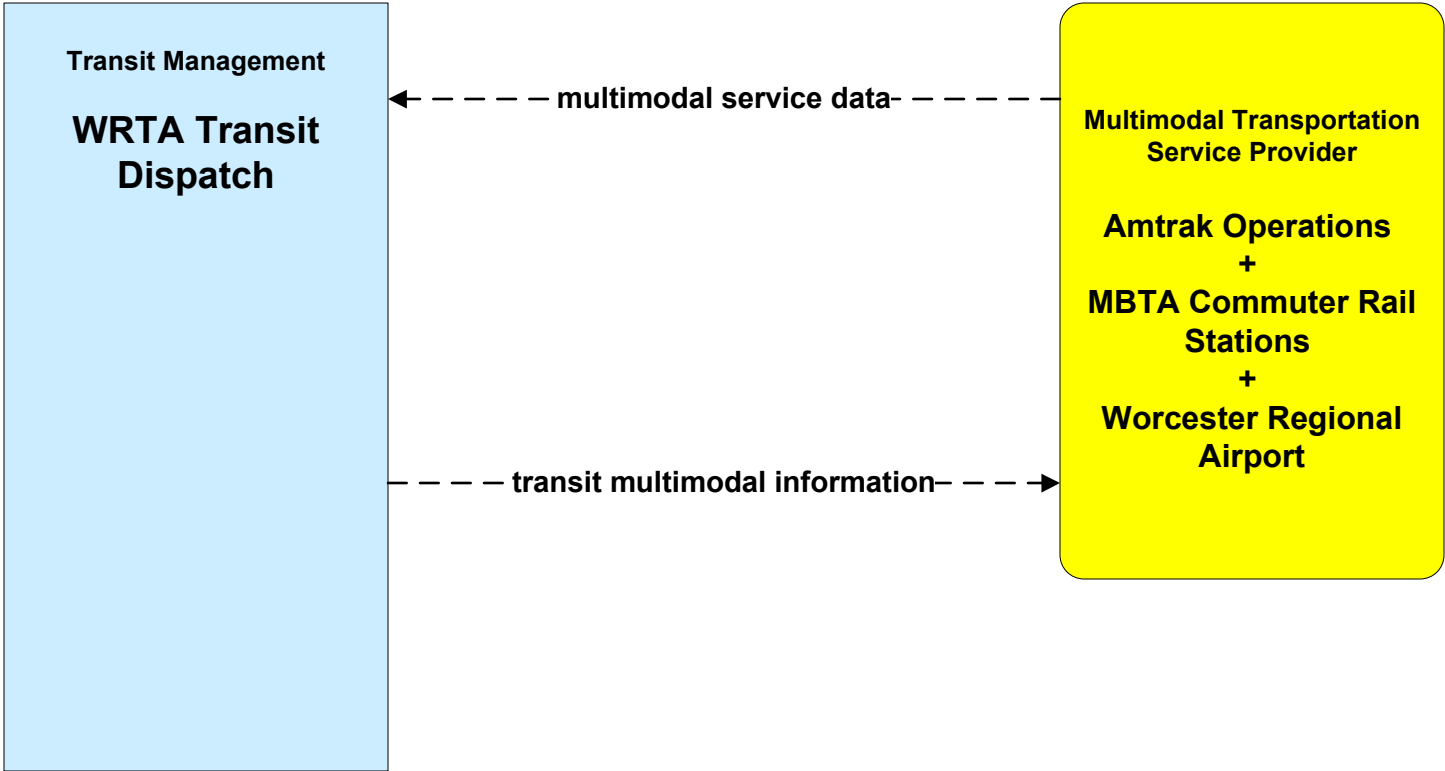 Transit Management
WRTA Transit
Dispatch
multimodal service data
transit multimodal information
Multimodal Transportation
Service Provider
Amtrak Operations
+
MBTA Commuter Rail
Stations
+
Worcester Regional
Airport